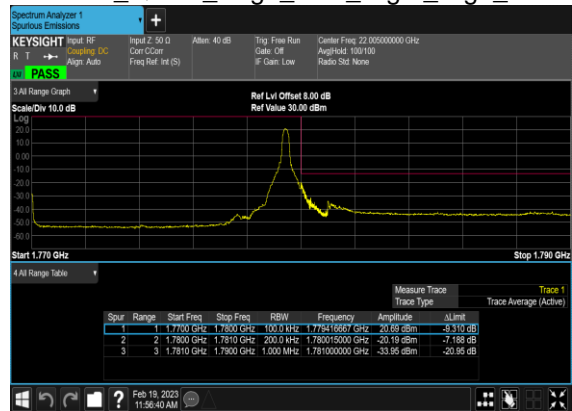 Spectrum Analyzer 1
Spurious Emissions
KEYSIGHT Input: RF Input Z: 50 Ω Atten: 40 dB Trig: Free Run Center Freq: 22.005000000 GHz
R T Coupling: DC Corr CCorr Gate: Off Avg|Hold: 100/100
Align: Auto Freq Ref: Int (S) IF Gain: Low Radio Std: None
LW PASS
3 All Range Graph Ref Lvl Offset 8.00 dB
Scale/Div 10.0 dB Ref Value 30.00 dBm
Log
20.0
10.0
0.00
-10.0
-20.0
-30.0
-40.0
-50.0
-60.0
Start 1.770 GHz Stop 1.790 GHz
4 All Range Table
Measure Trace Trace 1
Trace Type Trace Average (Active)
Spur Range Start Freq Stop Freq RBW Frequency Amplitude ΔLimit
1 1 1.7700 GHz 1.7800 GHz 100.0 kHz 1.779416667 GHz 20.69 dBm -9.310 dB
2 2 1.7800 GHz 1.7810 GHz 200.0 kHz 1.780015000 GHz -20.19 dBm -7.188 dB
3 3 1.7810 GHz 1.7900 GHz 1.000 MHz 1.781000000 GHz -33.95 dBm -20.95 dB
? Feb 19, 2023
11:56:40 AM